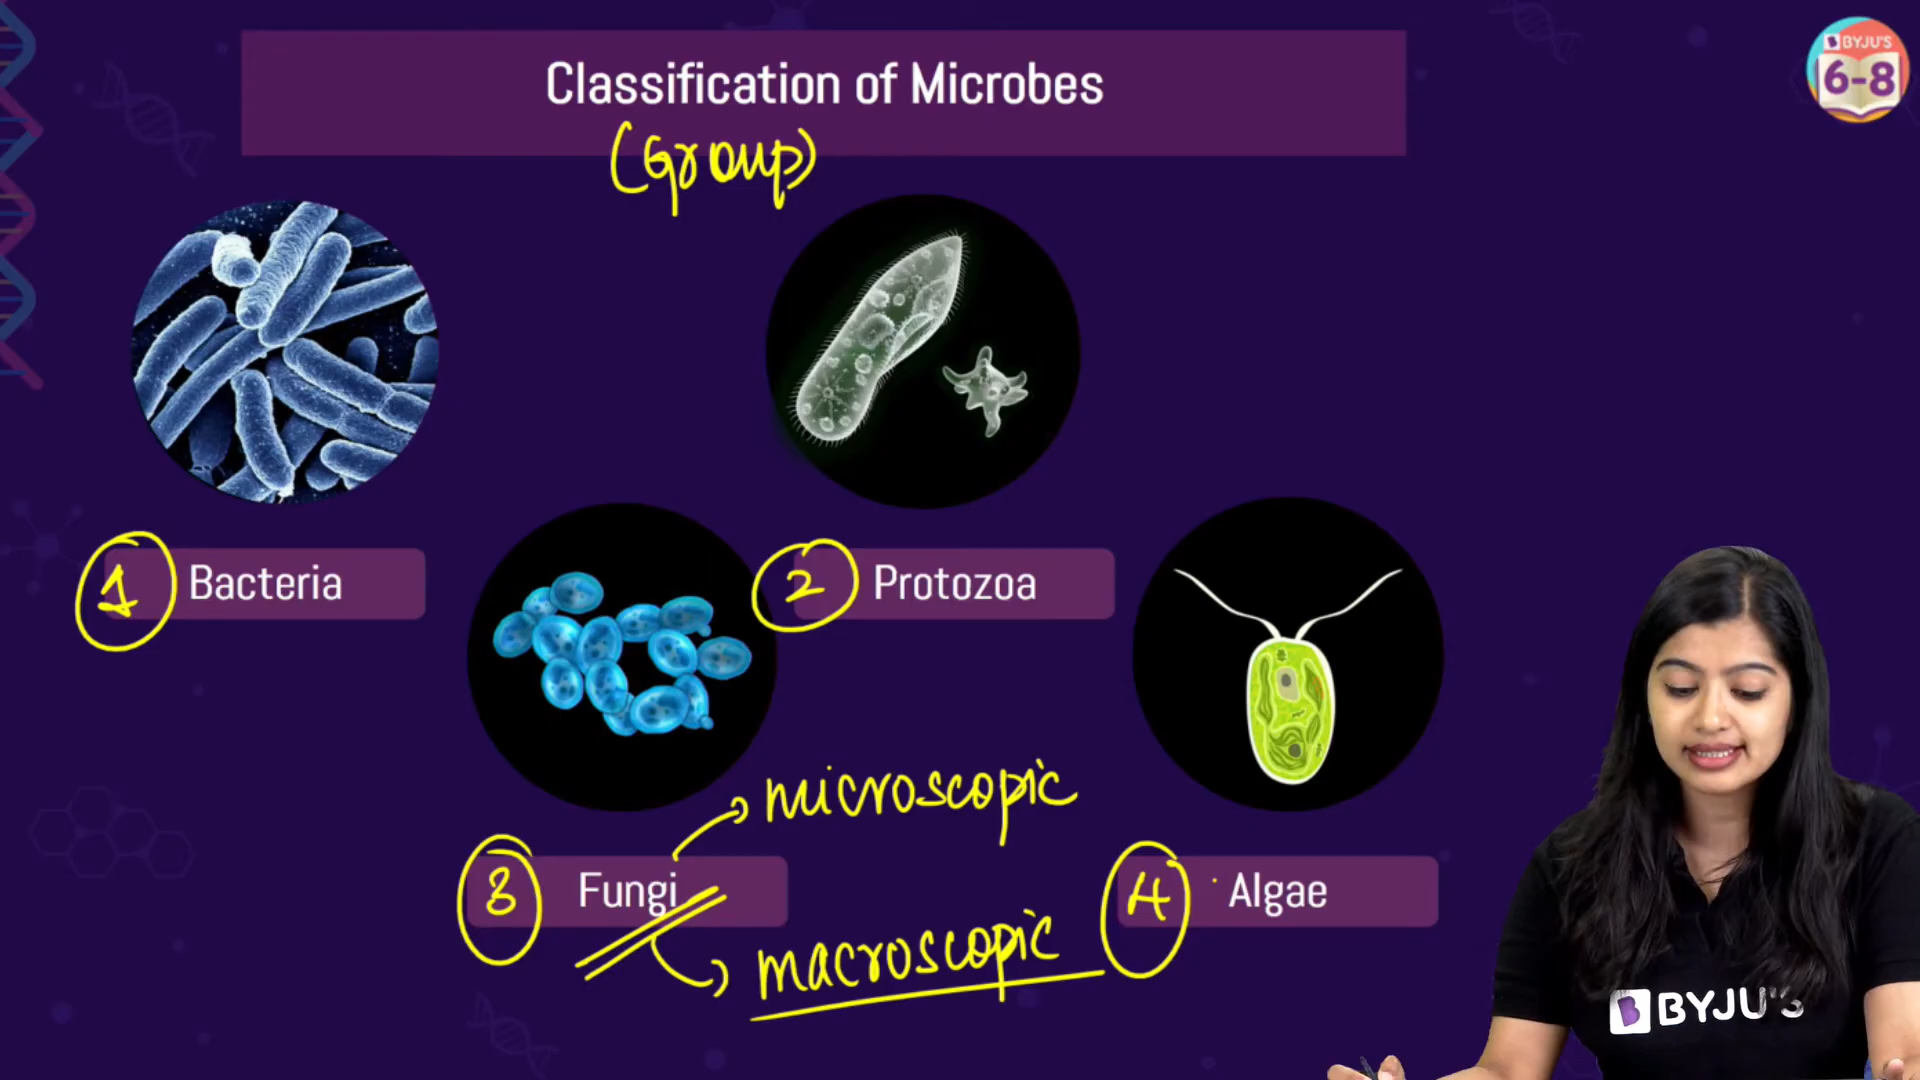 Classification of Microbes
(Group)
BYJU'S
6-8
1 Bacteria
2 Protozoa
microscopic
3 Fungi
4 Algae
macroscopic
BYJU'S